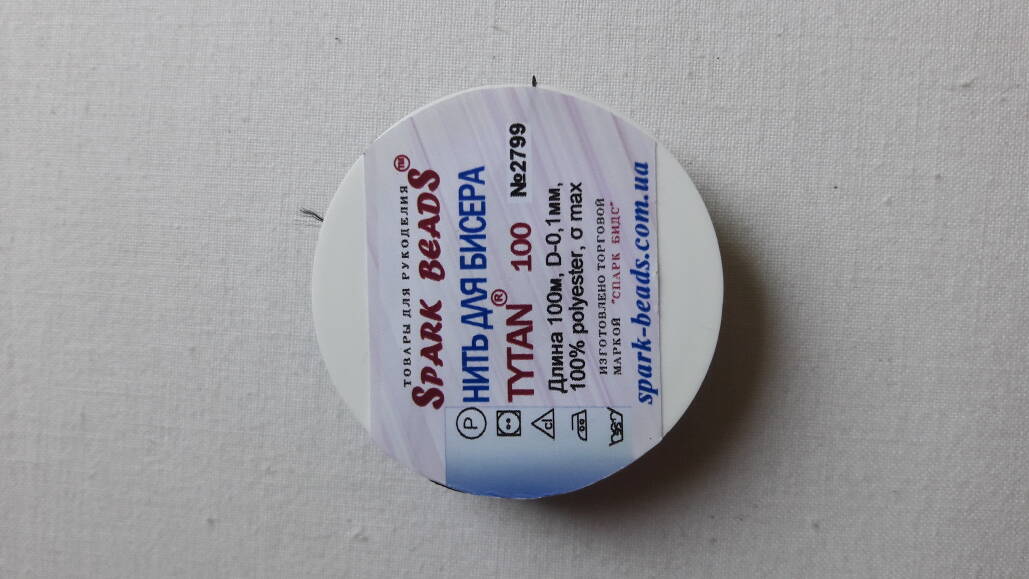 ТОВАРЫ ДЛЯ РУКОДЕЛИЯ
SPARK BEADS™
НИТЬ ДЛЯ БИСЕРА
TYTAN® 100 №2799
Длина 100м, D-0,1мм,
100% polyester, σ max
ИЗГОТОВЛЕНО ТОРГОВОЙ
МАРКОЙ "СПАРК БИДС"
spark-beads.com.ua
P
cl